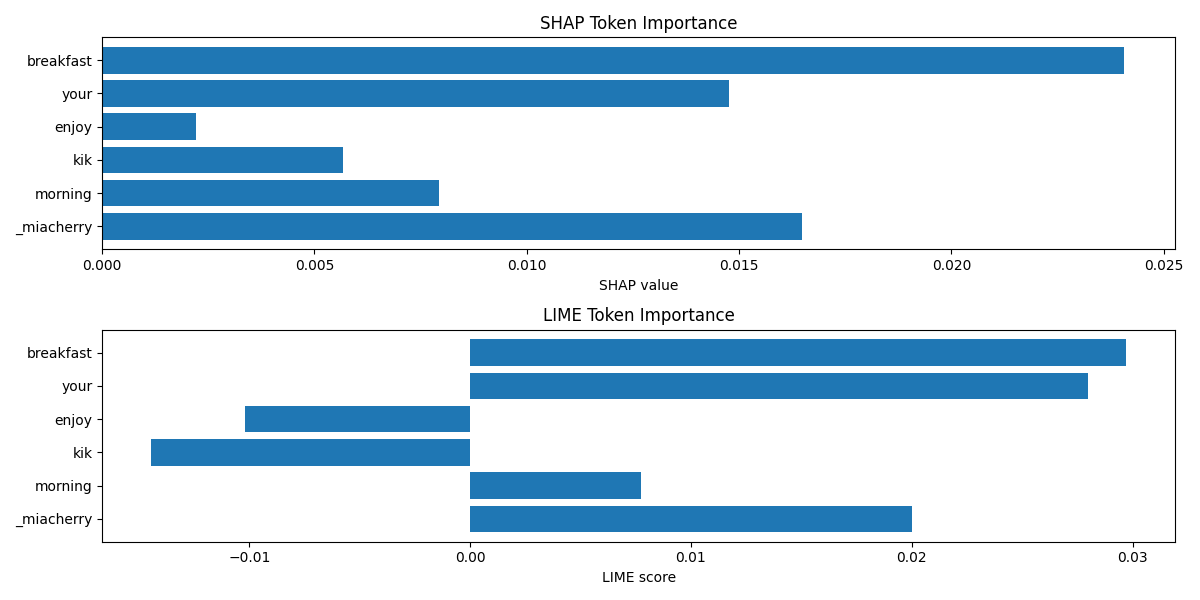 SHAP Token Importance
breakfast
your
enjoy
kik
morning
_miacherry
0.000 0.005 0.010 0.015 0.020 0.025
SHAP value
LIME Token Importance
breakfast
your
enjoy
kik
morning
_miacherry
−0.01 0.00 0.01 0.02 0.03
LIME score